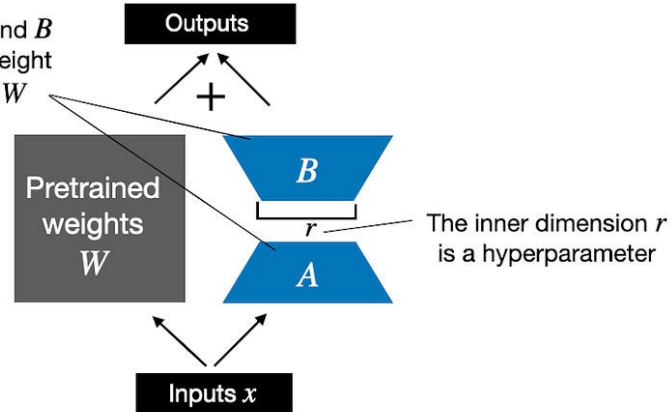 Outputs
nd B
eight
W
+
Pretrained
weights
W
B
r
The inner dimension r
is a hyperparameter
A
Inputs x